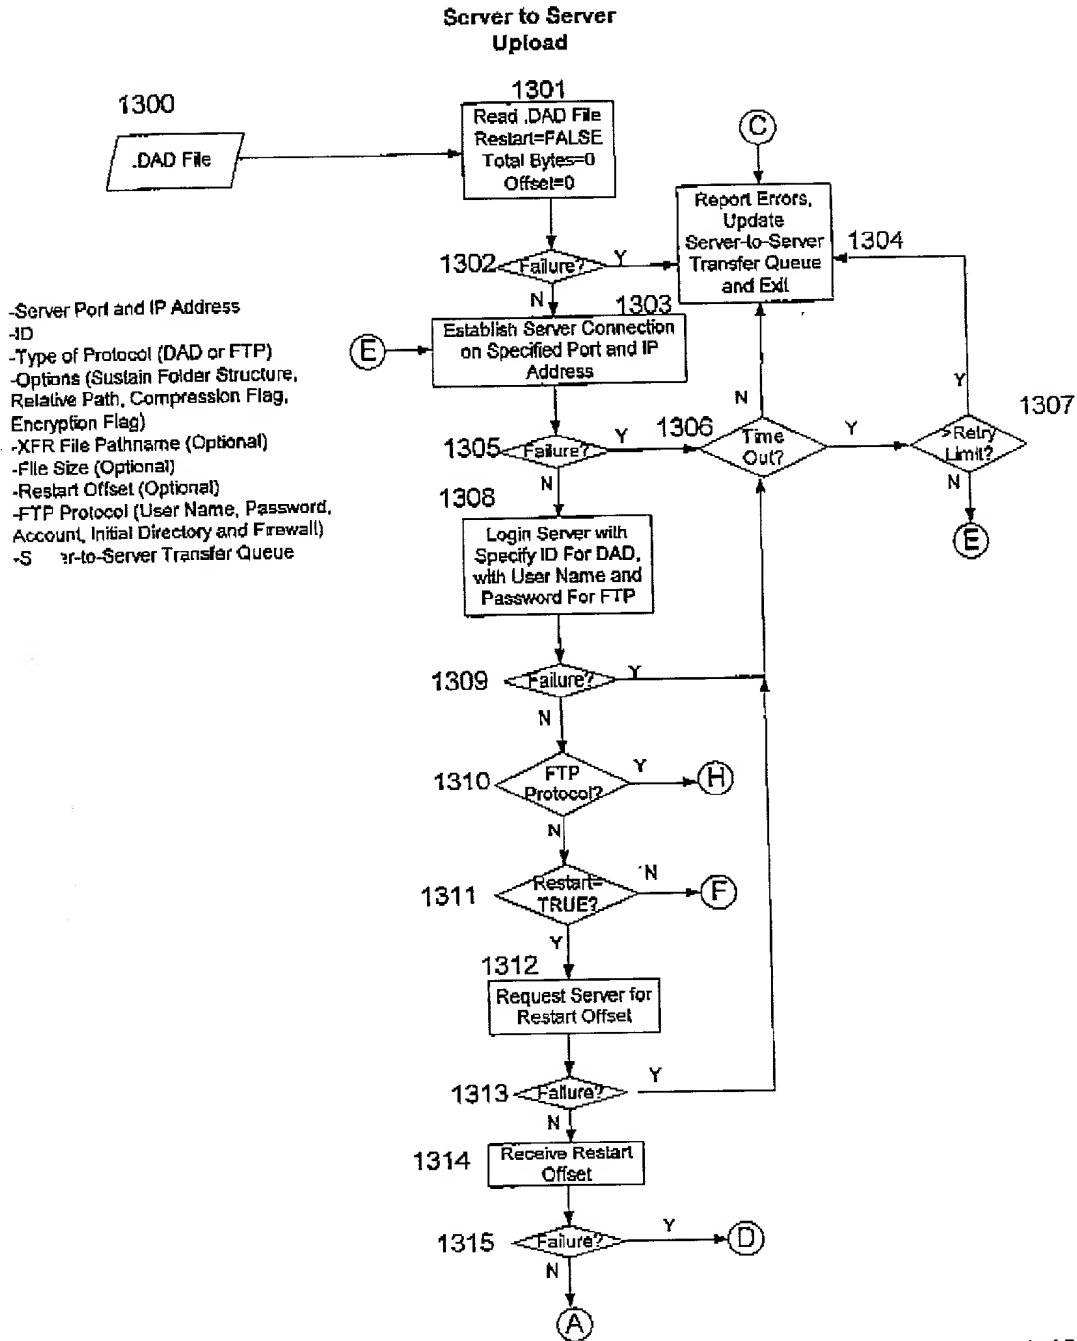 Server to Server
Upload
1300
.DAD File
1301
Read .DAD File
Restart=FALSE
Total Bytes=0
Offset=0
C
Report Errors,
Update
Server-to-Server
Transfer Queue
and Exit
1304
1302
Failure?
Y
N
1303
-Server Port and IP Address
-ID
-Type of Protocol (DAD or FTP)
-Options (Sustain Folder Structure,
Relative Path, Compression Flag,
Encryption Flag)
-XFR File Pathname (Optional)
-File Size (Optional)
-Restart Offset (Optional)
-FTP Protocol (User Name, Password,
Account, Initial Directory and Firewall)
er-to-Server Transfer Queue
E
Establish Server Connection
on Specified Port and IP
Address
1305
Failure?
Y
N
1306
Time
Out?
N
Y
1307
>Retry
Limit?
Y
N
E
1308
Login Server with
Specify ID For DAD,
with User Name and
Password For FTP
1309
Failure?
Y
N
1310
FTP
Protocol?
Y
H
N
1311
Restart=
TRUE?
N
F
Y
1312
Request Server for
Restart Offset
1313
Failure?
Y
N
1314
Receive Restart
Offset
1315
Failure?
Y
D
N
A